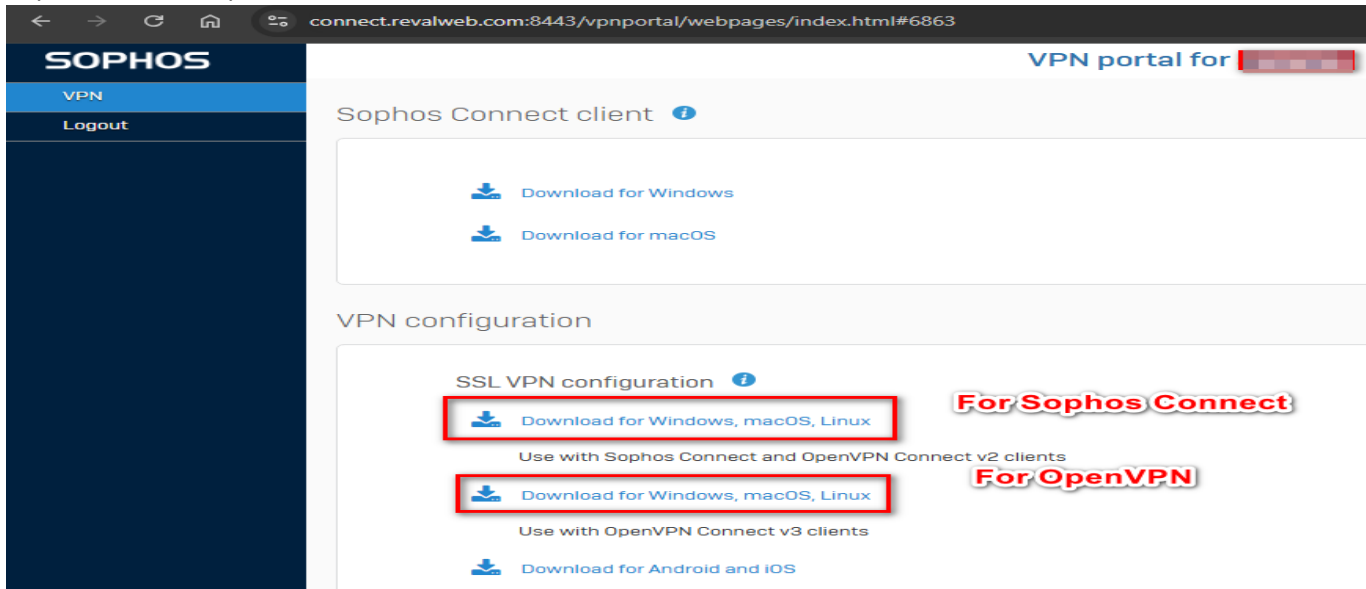 connect.revalweb.com:8443/vpnportal/webpages/index.html#6863
SOPHOS
VPN portal for
VPN
Logout
Sophos Connect client
Download for Windows
Download for macOS
VPN configuration
SSL VPN configuration
For Sophos Connect
Download for Windows, macOS, Linux
Use with Sophos Connect and OpenVPN Connect v2 clients
For OpenVPN
Download for Windows, macOS, Linux
Use with OpenVPN Connect v3 clients
Download for Android and iOS